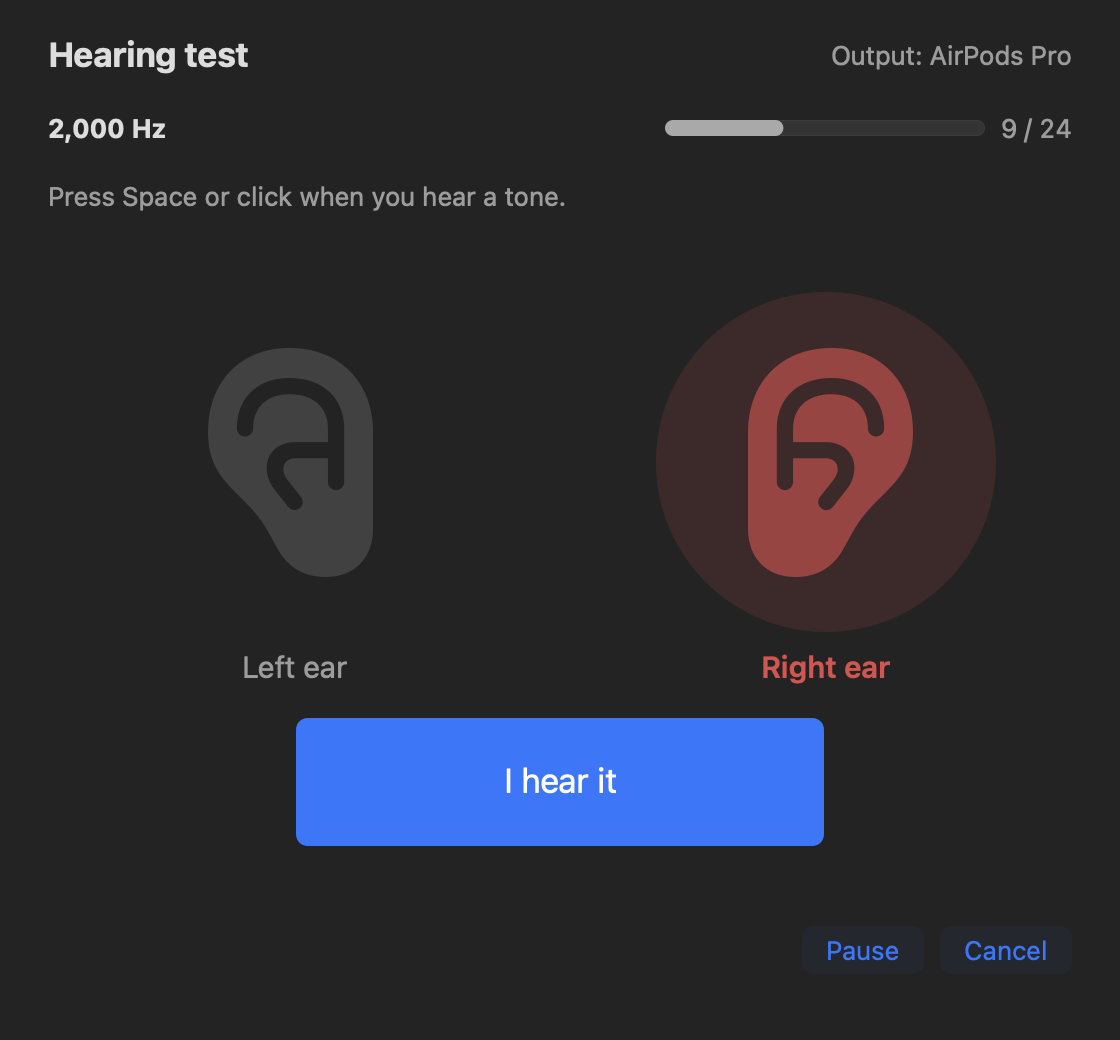 Hearing test
Output: AirPods Pro
2,000 Hz
9 / 24
Press Space or click when you hear a tone.
Left ear
Right ear
I hear it
Pause
Cancel